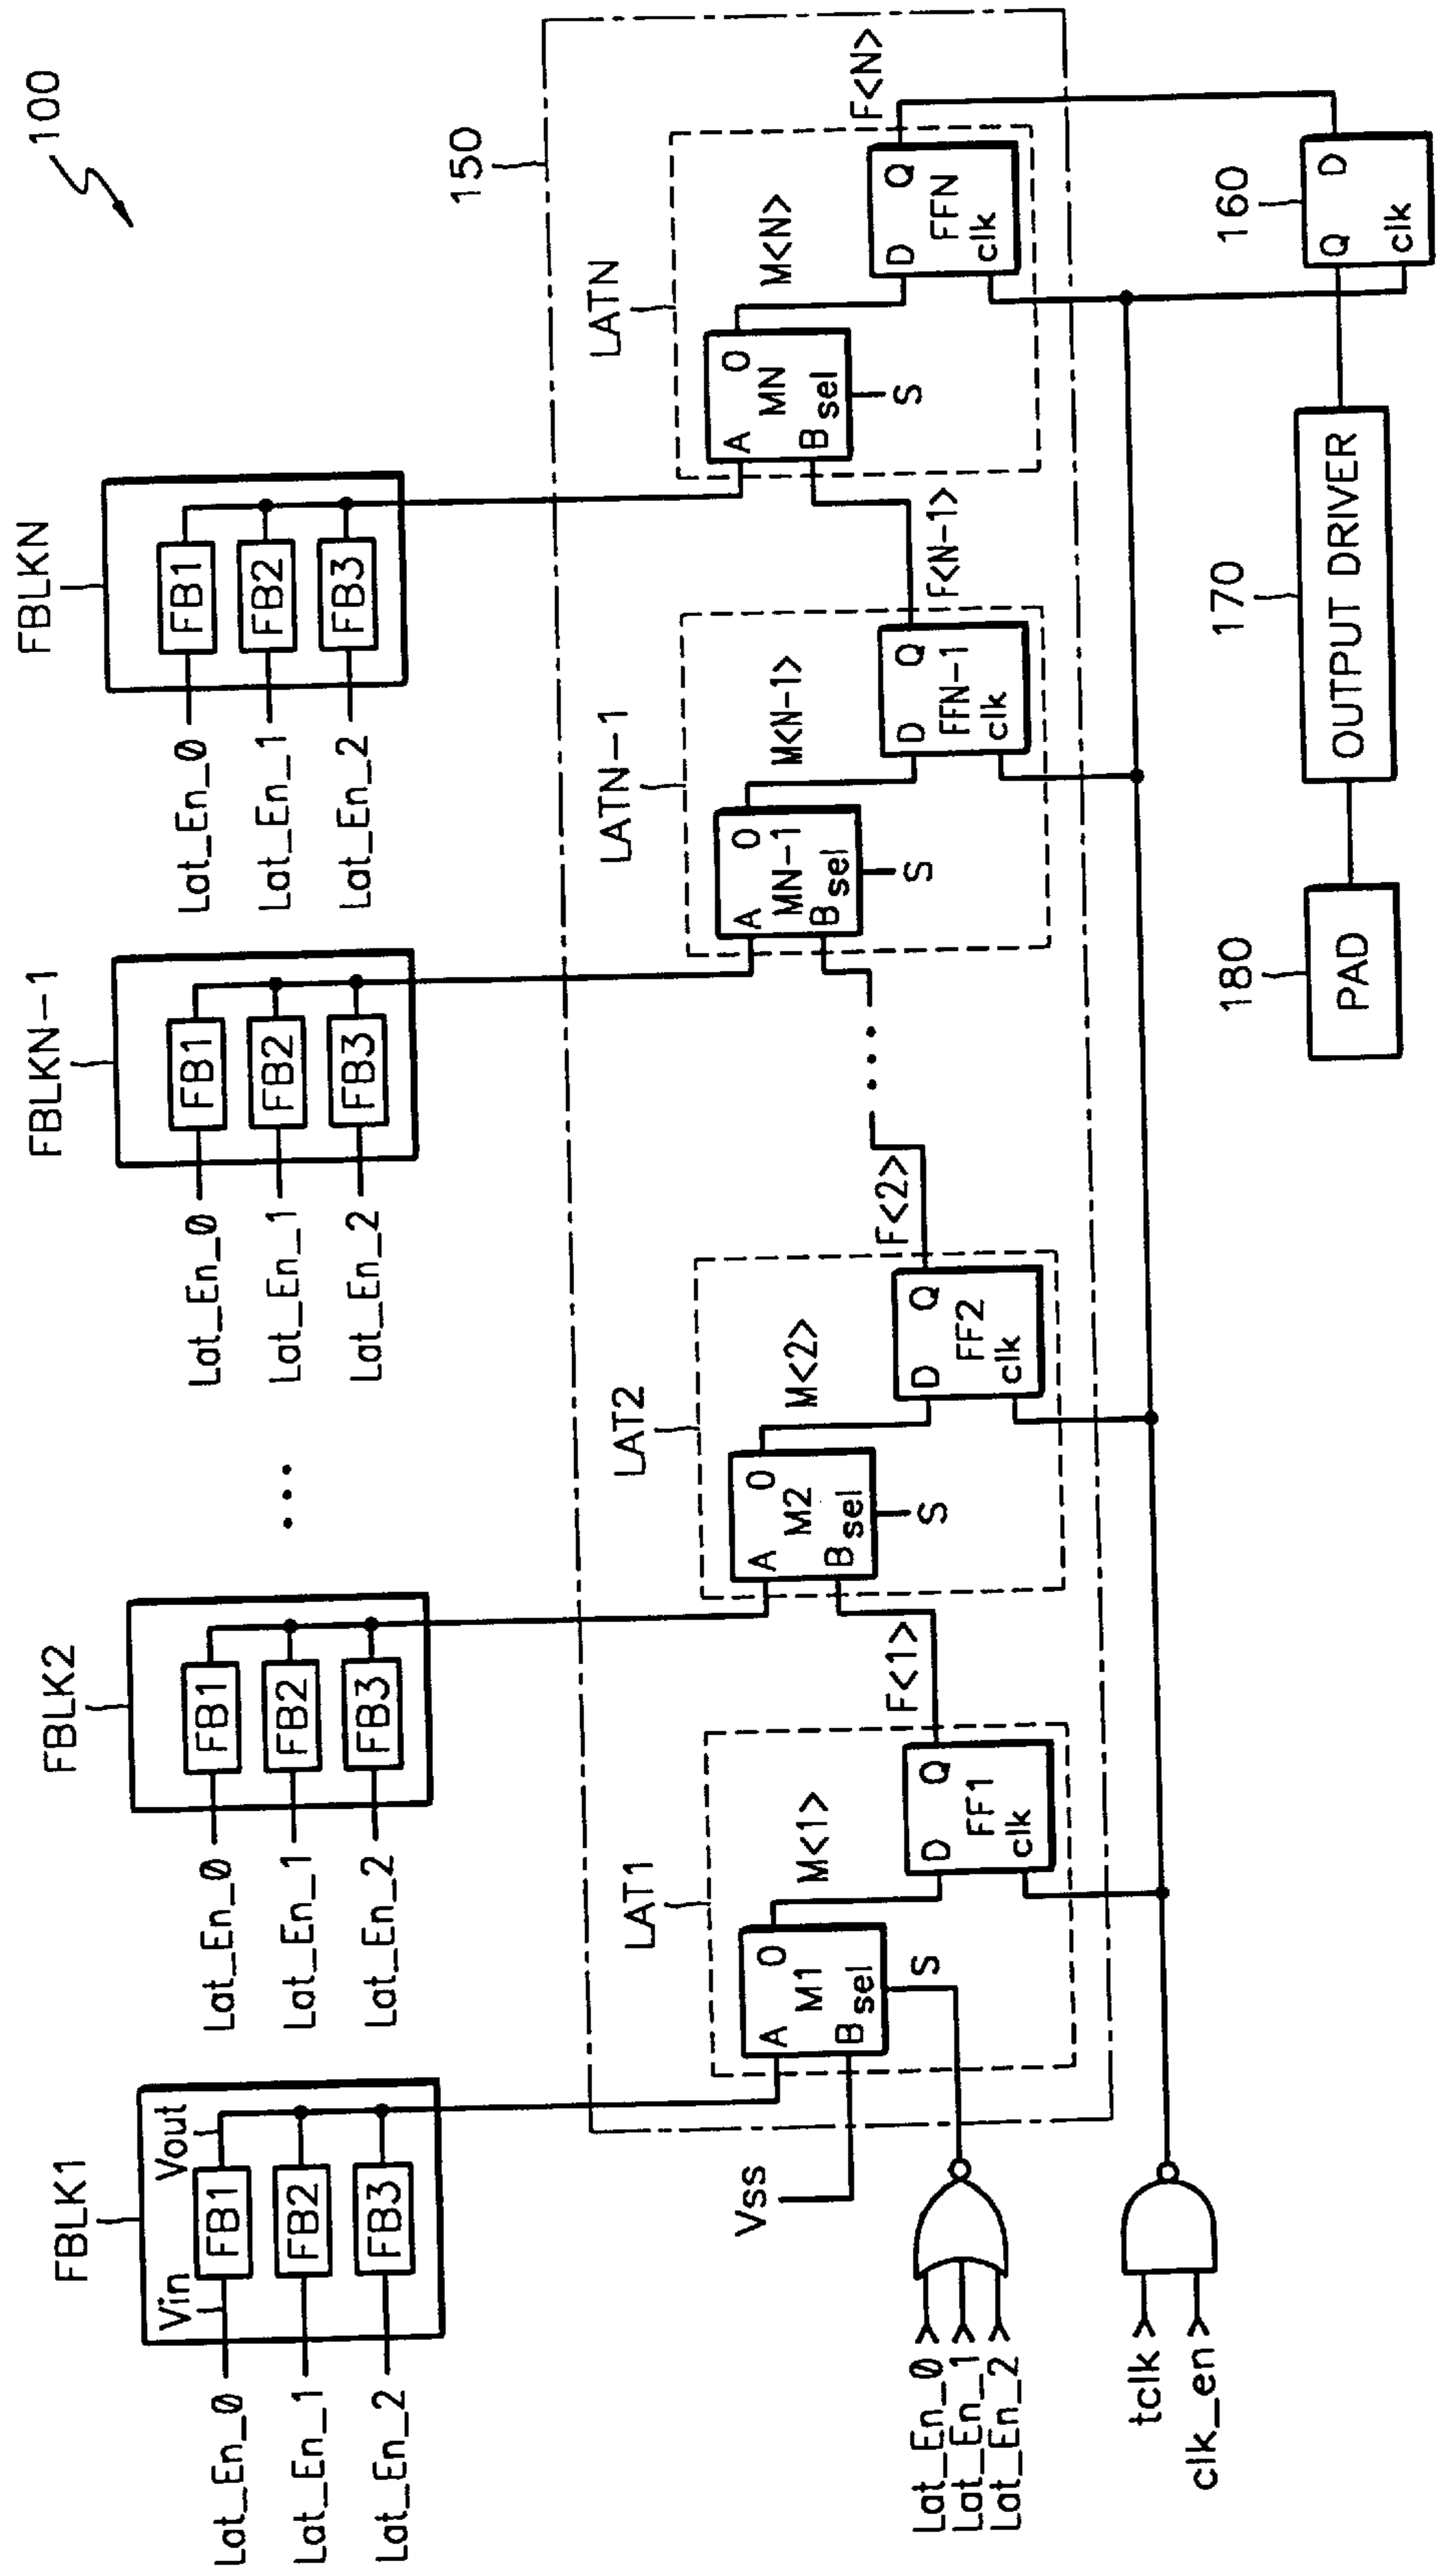 100
FBLK1
FBLK2
FBLKN-1
FBLKN
Vin
Vout
FB1
FB2
FB3
FB1
FB2
FB3
...
FB1
FB2
FB3
FB1
FB2
FB3
Lat_En_0
Lat_En_1
Lat_En_2
Lat_En_0
Lat_En_1
Lat_En_2
Lat_En_0
Lat_En_1
Lat_En_2
Lat_En_0
Lat_En_1
Lat_En_2
150
LAT1
LAT2
LATN-1
LATN
Vss
A
O
M1
B
sel
S
M<1>
D
Q
FF1
clk
F<1>
A
O
M2
B
sel
S
M<2>
D
Q
FF2
clk
F<2>
....
A
O
MN-1
B
sel
S
M<N-1>
D
Q
FFN-1
clk
F<N-1>
A
O
MN
B
sel
S
M<N>
D
Q
FFN
clk
F<N>
Lat_En_0
Lat_En_1
Lat_En_2
tclk
clk_en
180
PAD
170
OUTPUT DRIVER
160
Q
D
clk